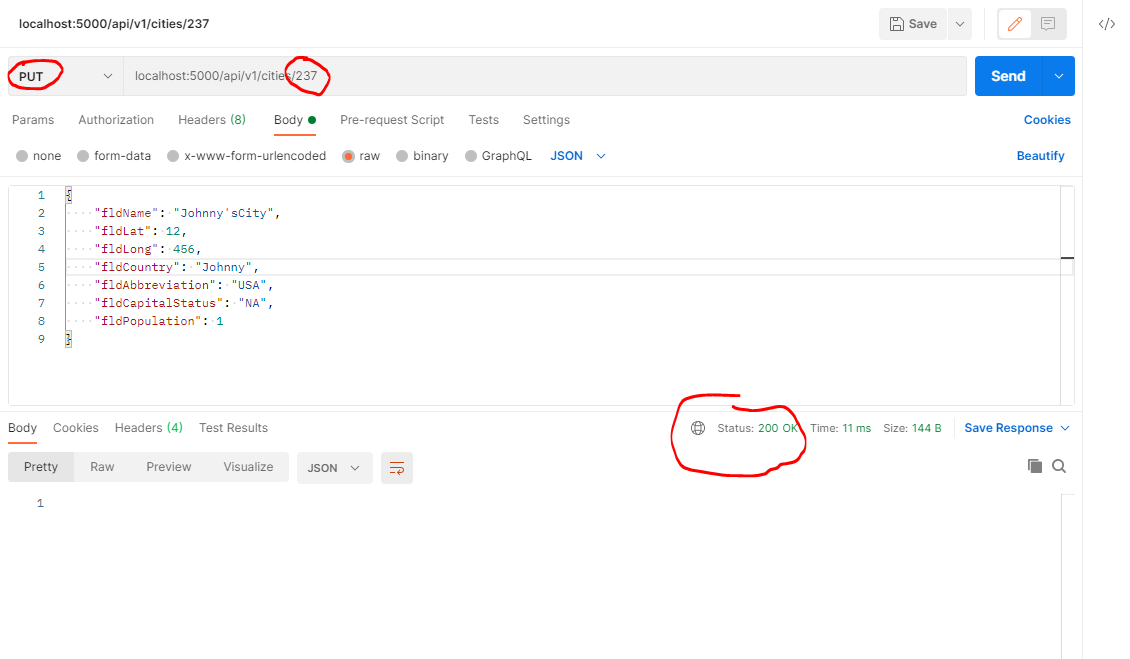 localhost:5000/api/v1/cities/237
Save
</>
PUT
localhost:5000/api/v1/cities/237
Send
Params Authorization Headers (8) Body Pre-request Script Tests Settings Cookies
none form-data x-www-form-urlencoded raw binary GraphQL JSON Beautify
1 {
2 ····"fldName":·"Johnny'sCity",
3 ····"fldLat":·12,
4 ····"fldLong":·456,
5 ····"fldCountry":·"Johnny",
6 ····"fldAbbreviation":·"USA",
7 ····"fldCapitalStatus":·"NA",
8 ····"fldPopulation":·1
9 }
Body Cookies Headers (4) Test Results Status: 200 OK Time: 11 ms Size: 144 B Save Response
Pretty Raw Preview Visualize JSON
1